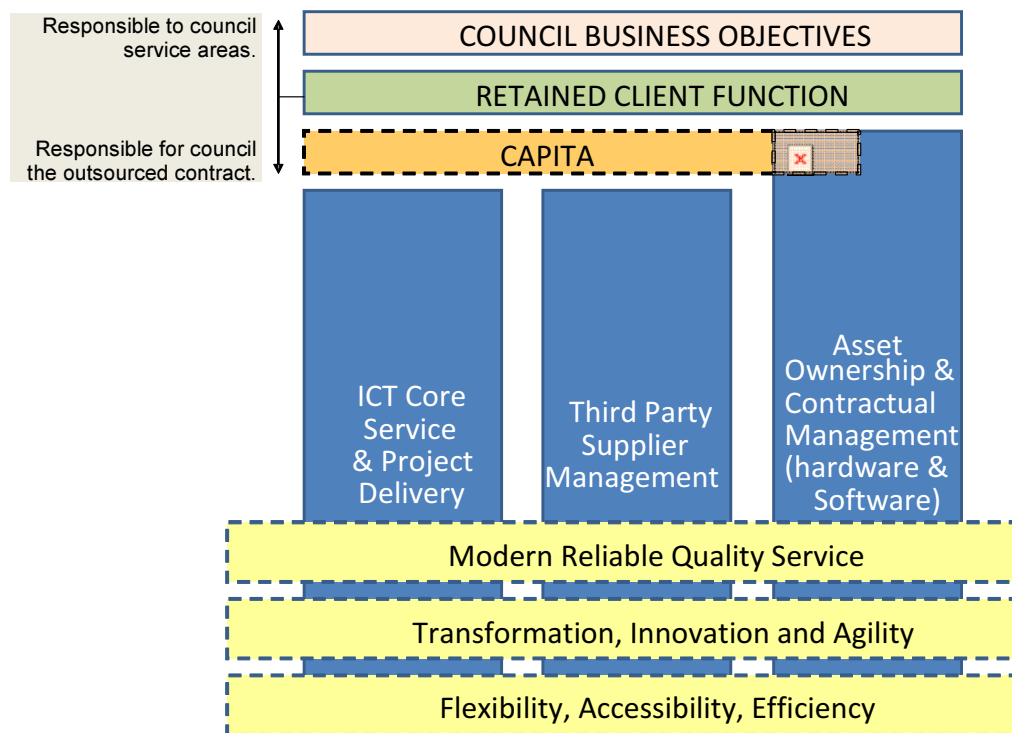 Responsible to council
service areas.
COUNCIL BUSINESS OBJECTIVES
RETAINED CLIENT FUNCTION
Responsible for council
the outsourced contract.
CAPITA
ICT Core
Service
& Project
Delivery
Third Party
Supplier
Management
Asset
Ownership &
Contractual
Management
(hardware &
Software)
Modern Reliable Quality Service
Transformation, Innovation and Agility
Flexibility, Accessibility, Efficiency